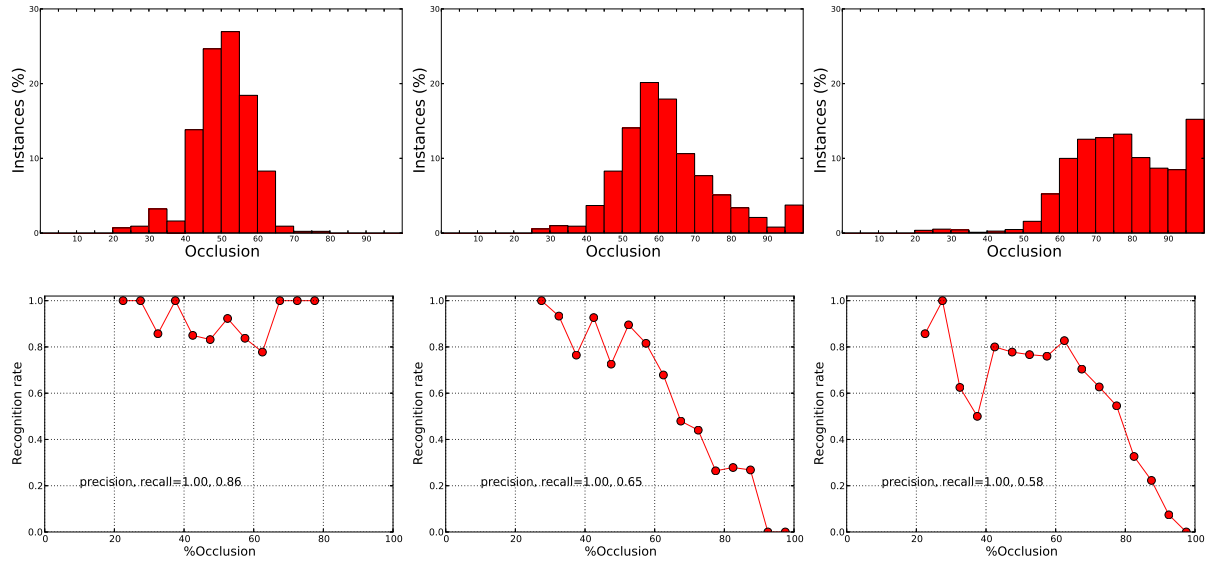 30
20
10
0
Instances (%)
10 20 30 40 50 60 70 80 90
Occlusion
30
20
10
0
Instances (%)
10 20 30 40 50 60 70 80 90
Occlusion
30
20
10
0
Instances (%)
10 20 30 40 50 60 70 80 90
Occlusion
1.0
0.8
0.6
0.4
0.2
0.0
Recognition rate
precision, recall=1.00, 0.86
0 20 40 60 80 100
%Occlusion
1.0
0.8
0.6
0.4
0.2
0.0
Recognition rate
precision, recall=1.00, 0.65
0 20 40 60 80 100
%Occlusion
1.0
0.8
0.6
0.4
0.2
0.0
Recognition rate
precision, recall=1.00, 0.58
0 20 40 60 80 100
%Occlusion